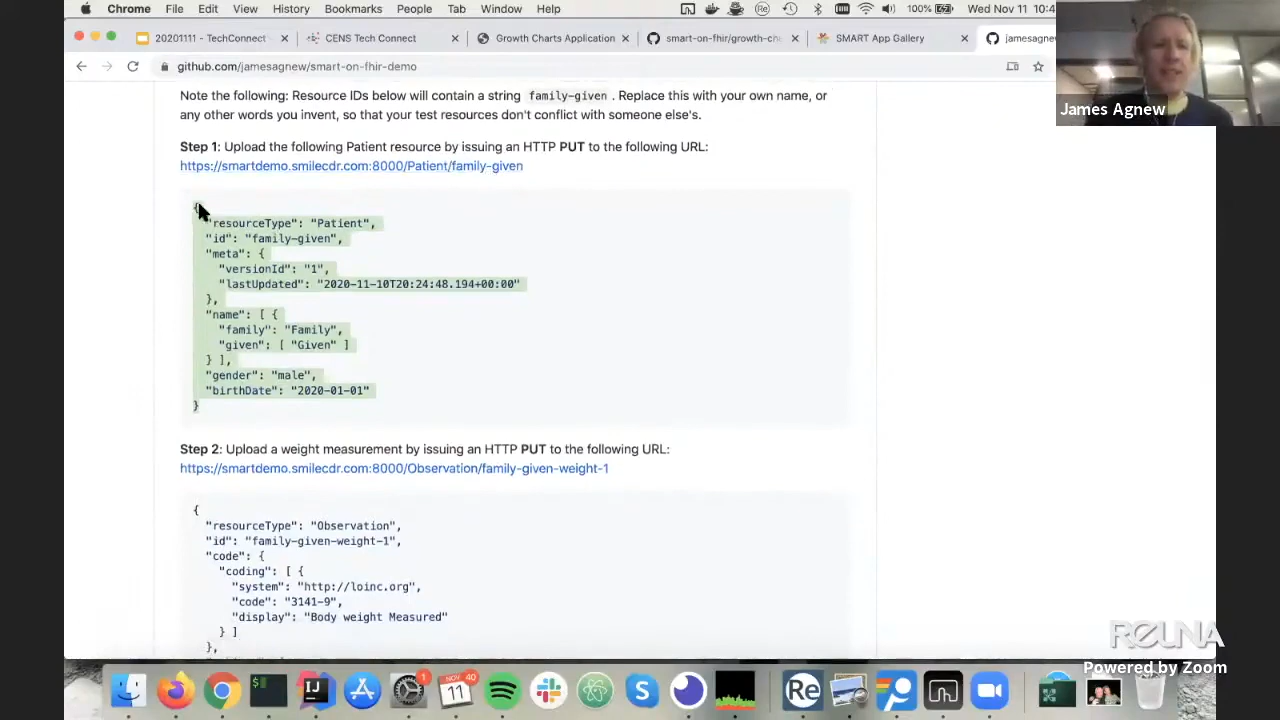 Chrome File Edit View History Bookmarks People Tab Window Help 100% Wed Nov 11 10:4
20201111 - TechConnect
CENS Tech Connect
Growth Charts Application
smart-on-fhir/growth-ch
SMART App Gallery
jamesagnew
github.com/jamesagnew/smart-on-fhir-demo
James Agnew
Note the following: Resource IDs below will contain a string family-given . Replace this with your own name, or
any other words you invent, so that your test resources don't conflict with someone else's.
Step 1: Upload the following Patient resource by issuing an HTTP PUT to the following URL:
https://smartdemo.smilecdr.com:8000/Patient/family-given
{
"resourceType": "Patient",
"id": "family-given",
"meta": {
"versionId": "1",
"lastUpdated": "2020-11-10T20:24:48.194+00:00"
},
"name": [ {
"family": "Family",
"given": [ "Given" ]
} ],
"gender": "male",
"birthDate": "2020-01-01"
}
Step 2: Upload a weight measurement by issuing an HTTP PUT to the following URL:
https://smartdemo.smilecdr.com:8000/Observation/family-given-weight-1
{
"resourceType": "Observation",
"id": "family-given-weight-1",
"code": {
"coding": [ {
"system": "http://loinc.org",
"code": "3141-9",
"display": "Body weight Measured"
} ]
},
REUNA
Powered by Zoom
NOV 40
11
1
Re